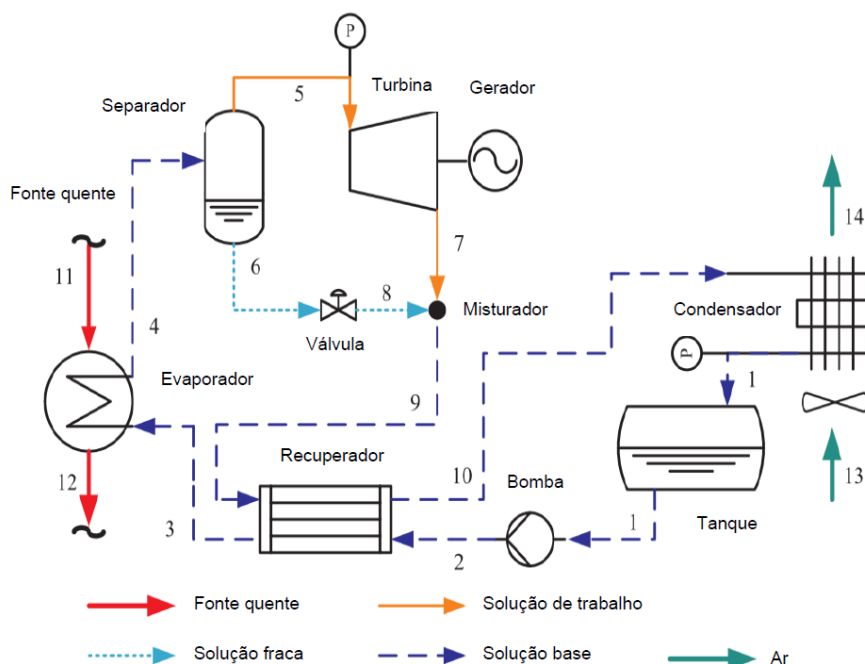 P
5
Turbina
Gerador
Separador
Fonte quente
14
11
4
6
7
8
Misturador
Condensador
Válvula
P
Evaporador
9
1
Recuperador
10
Bomba
12
13
3
2
1
Tanque
Fonte quente
Solução de trabalho
Solução fraca
Solução base
Ar